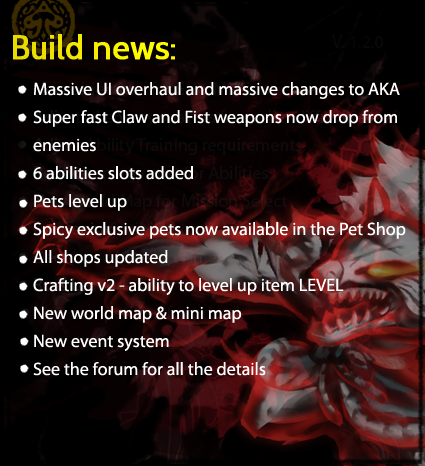 V. 1.2.0
Build news:
Massive UI overhaul and massive changes to AKA
Super fast Claw and Fist weapons now drop from
enemies
6 abilities slots added
Pets level up
Spicy exclusive pets now available in the Pet Shop
All shops updated
Crafting v2 - ability to level up item LEVEL
New world map & mini map
New event system
See the forum for all the details